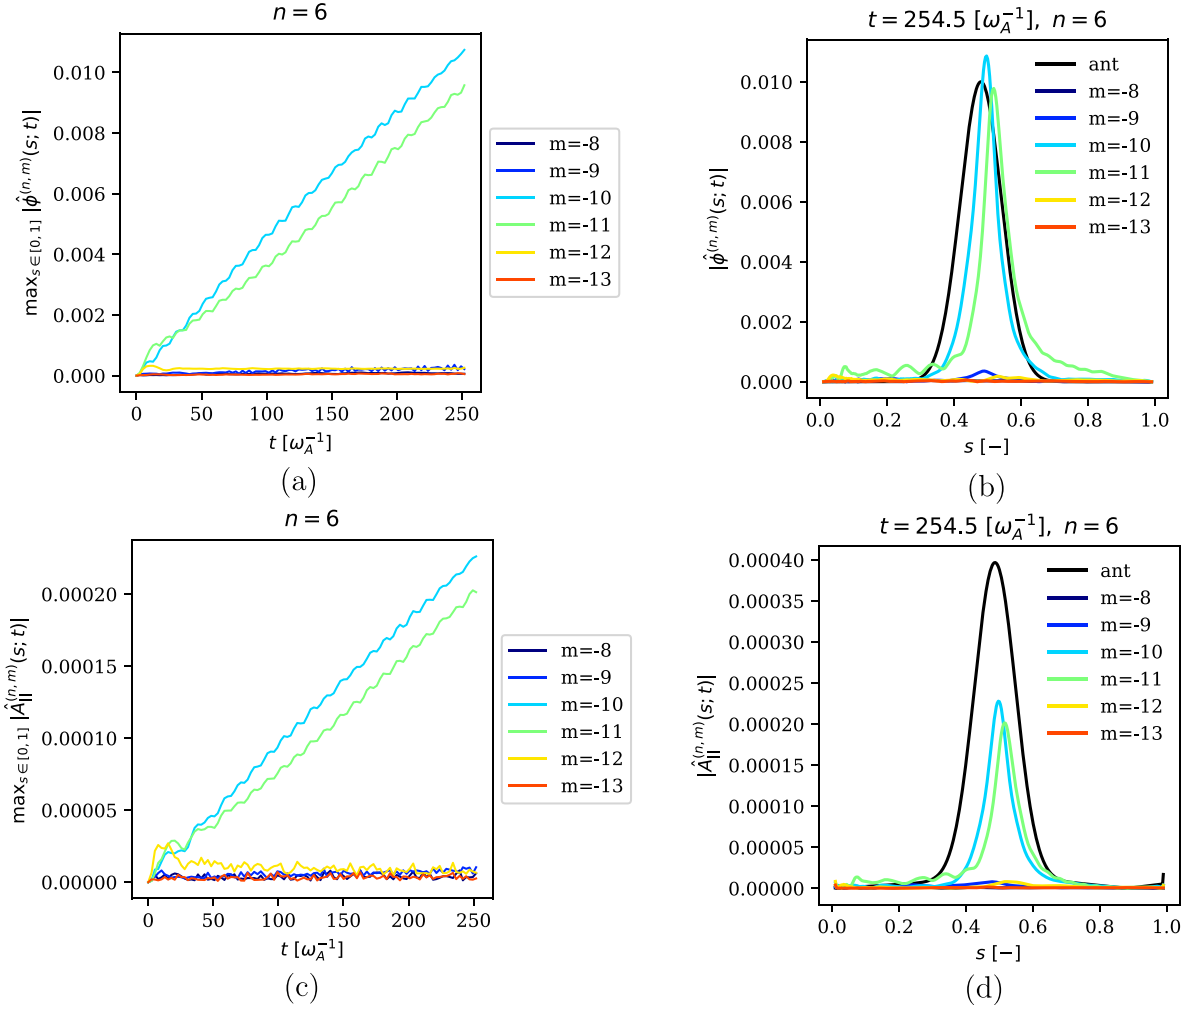 n = 6
max_{s∈[0, 1]} |ϕ̂^{(n, m)}(s; t)|
0.010
0.008
0.006
0.004
0.002
0.000
0 50 100 150 200 250
t [ω_A^{-1}]
m=-8
m=-9
m=-10
m=-11
m=-12
m=-13
(a)
t = 254.5 [ω_A^{-1}], n = 6
|ϕ̂^{(n, m)}(s; t)|
0.010
0.008
0.006
0.004
0.002
0.000
0.0 0.2 0.4 0.6 0.8 1.0
s [−]
ant
m=-8
m=-9
m=-10
m=-11
m=-12
m=-13
(b)
n = 6
max_{s∈[0, 1]} |Â_{||}^{(n, m)}(s; t)|
0.00020
0.00015
0.00010
0.00005
0.00000
0 50 100 150 200 250
t [ω_A^{-1}]
m=-8
m=-9
m=-10
m=-11
m=-12
m=-13
(c)
t = 254.5 [ω_A^{-1}], n = 6
|Â_{||}^{(n, m)}(s; t)|
0.00040
0.00035
0.00030
0.00025
0.00020
0.00015
0.00010
0.00005
0.00000
0.0 0.2 0.4 0.6 0.8 1.0
s [−]
ant
m=-8
m=-9
m=-10
m=-11
m=-12
m=-13
(d)